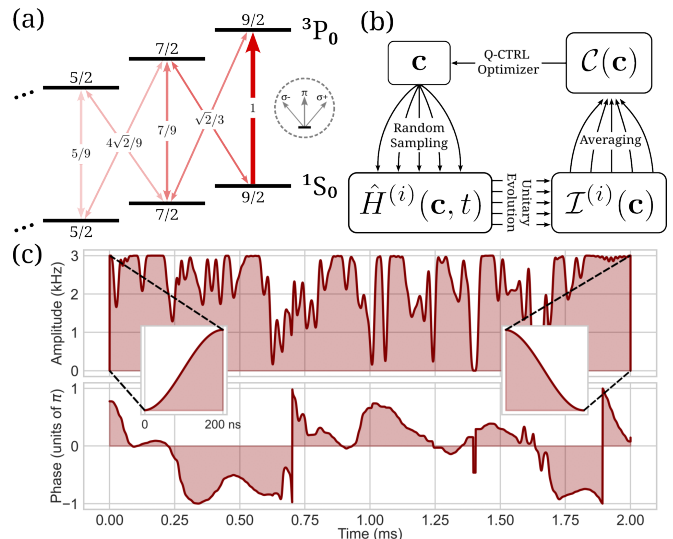 (a)
9/2
³P₀
7/2
5/2
σ-
π
σ+
...
5/9
4√2/9
7/9
√2/3
1
¹S₀
9/2
7/2
5/2
...
(b)
c
Q-CTRL
Optimizer
𝒞(c)
Random
Sampling
Averaging
Ĥ⁽ⁱ⁾(c, t)
Unitary
Evolution
ℐ⁽ⁱ⁾(c)
(c)
Amplitude (kHz)
3
2
1
0
0
200 ns
Phase (units of π)
1
0
−1
0.00
0.25
0.50
0.75
1.00
1.25
1.50
1.75
2.00
Time (ms)